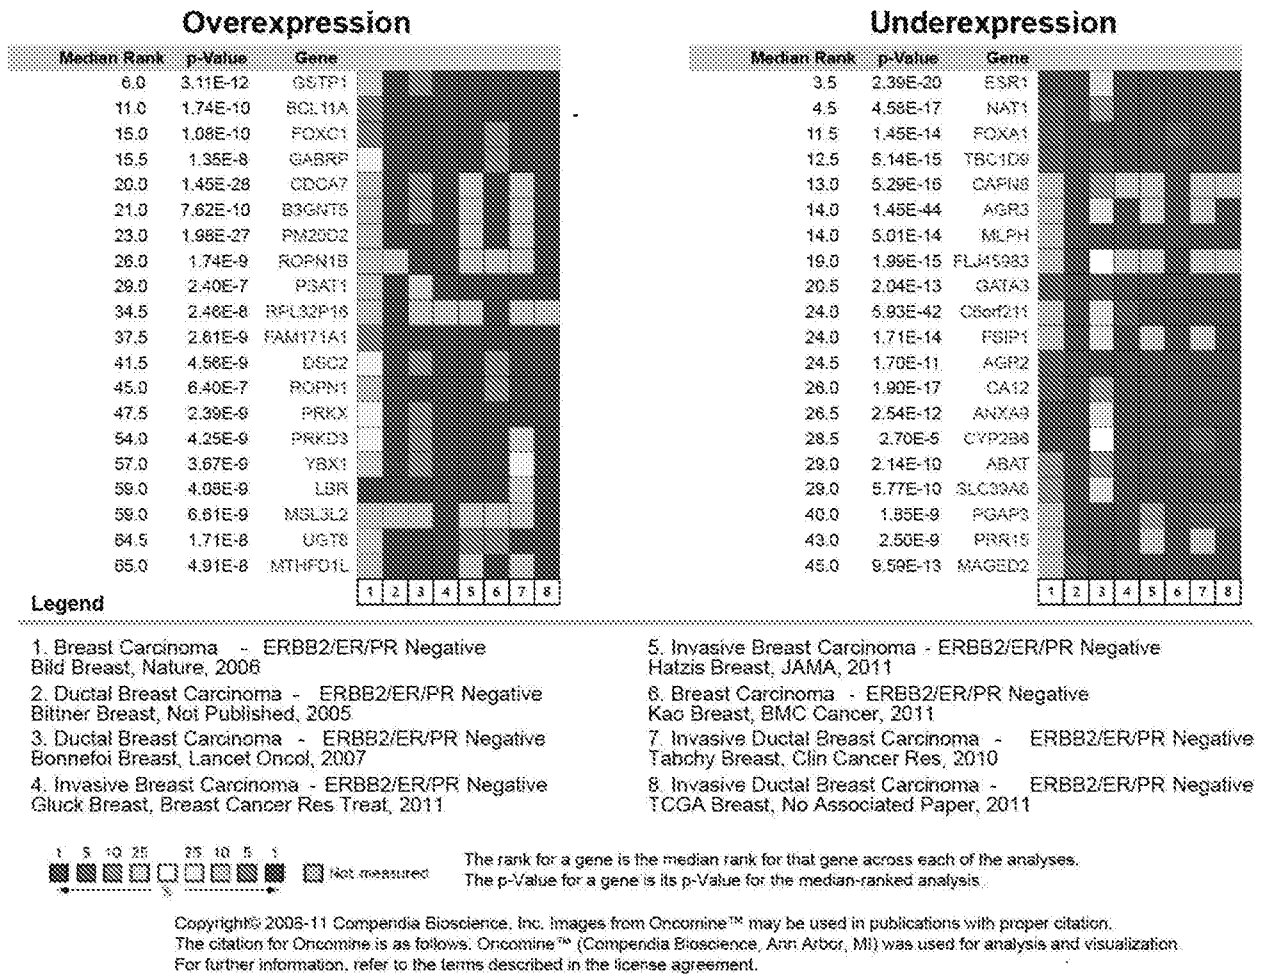 Overexpression
Median Rank p-Value Gene
6.0 3.11E-12 GSTP1
11.0 1.74E-10 BCL11A
15.0 1.08E-10 FOXC1
15.5 1.35E-8 GABRP
20.0 1.45E-28 CDCA7
21.0 7.62E-10 B3GNT5
23.0 1.98E-27 PM20D2
26.0 1.74E-9 ROPN1B
29.0 2.40E-7 PSAT1
34.5 2.46E-8 RPL32P16
37.5 2.61E-9 FAM171A1
41.5 4.56E-9 DSC2
45.0 6.40E-7 ROPN1
47.5 2.39E-9 PRKX
54.0 4.25E-9 PRKD3
57.0 3.67E-9 YBX1
59.0 4.08E-9 LBR
59.0 6.61E-9 MSL3L2
64.5 1.71E-8 UGT8
65.0 4.91E-8 MTHFD1L
1 2 3 4 5 6 7 8
Underexpression
Median Rank p-Value Gene
3.5 2.39E-20 ESR1
4.5 4.58E-17 NAT1
11.5 1.45E-14 FOXA1
12.5 5.14E-15 TBC1D9
13.0 5.29E-16 CAPN8
14.0 1.45E-44 AGR3
14.0 5.01E-14 MLPH
19.0 1.99E-15 FLJ45983
20.5 2.04E-13 GATA3
24.0 5.93E-42 C6orf211
24.0 1.71E-14 FSIP1
24.5 1.70E-11 AGR2
26.0 1.90E-17 CA12
26.5 2.54E-12 ANXA9
28.5 2.70E-5 CYP2B6
29.0 2.14E-10 ABAT
29.0 5.77E-10 SLC39A6
40.0 1.85E-9 PGAP3
43.0 2.50E-9 PRR15
45.0 9.59E-13 MAGED2
1 2 3 4 5 6 7 8
Legend
1. Breast Carcinoma - ERBB2/ER/PR Negative
Bild Breast, Nature, 2006
2. Ductal Breast Carcinoma - ERBB2/ER/PR Negative
Bittner Breast, Not Published, 2005
3. Ductal Breast Carcinoma - ERBB2/ER/PR Negative
Bonnefoi Breast, Lancet Oncol, 2007
4. Invasive Breast Carcinoma - ERBB2/ER/PR Negative
Gluck Breast, Breast Cancer Res Treat, 2011
5. Invasive Breast Carcinoma - ERBB2/ER/PR Negative
Hatzis Breast, JAMA, 2011
6. Breast Carcinoma - ERBB2/ER/PR Negative
Kao Breast, BMC Cancer, 2011
7. Invasive Ductal Breast Carcinoma - ERBB2/ER/PR Negative
Tabchy Breast, Clin Cancer Res, 2010
8. Invasive Ductal Breast Carcinoma - ERBB2/ER/PR Negative
TCGA Breast, No Associated Paper, 2011
1 5 10 25 25 10 5 1
%
Not measured
The rank for a gene is the median rank for that gene across each of the analyses.
The p-Value for a gene is its p-Value for the median-ranked analysis.
Copyright© 2006-11 Compendia Bioscience, Inc. Images from Oncomine™ may be used in publications with proper citation.
The citation for Oncomine is as follows: Oncomine™ (Compendia Bioscience, Ann Arbor, MI) was used for analysis and visualization
For further information, refer to the terms described in the license agreement.